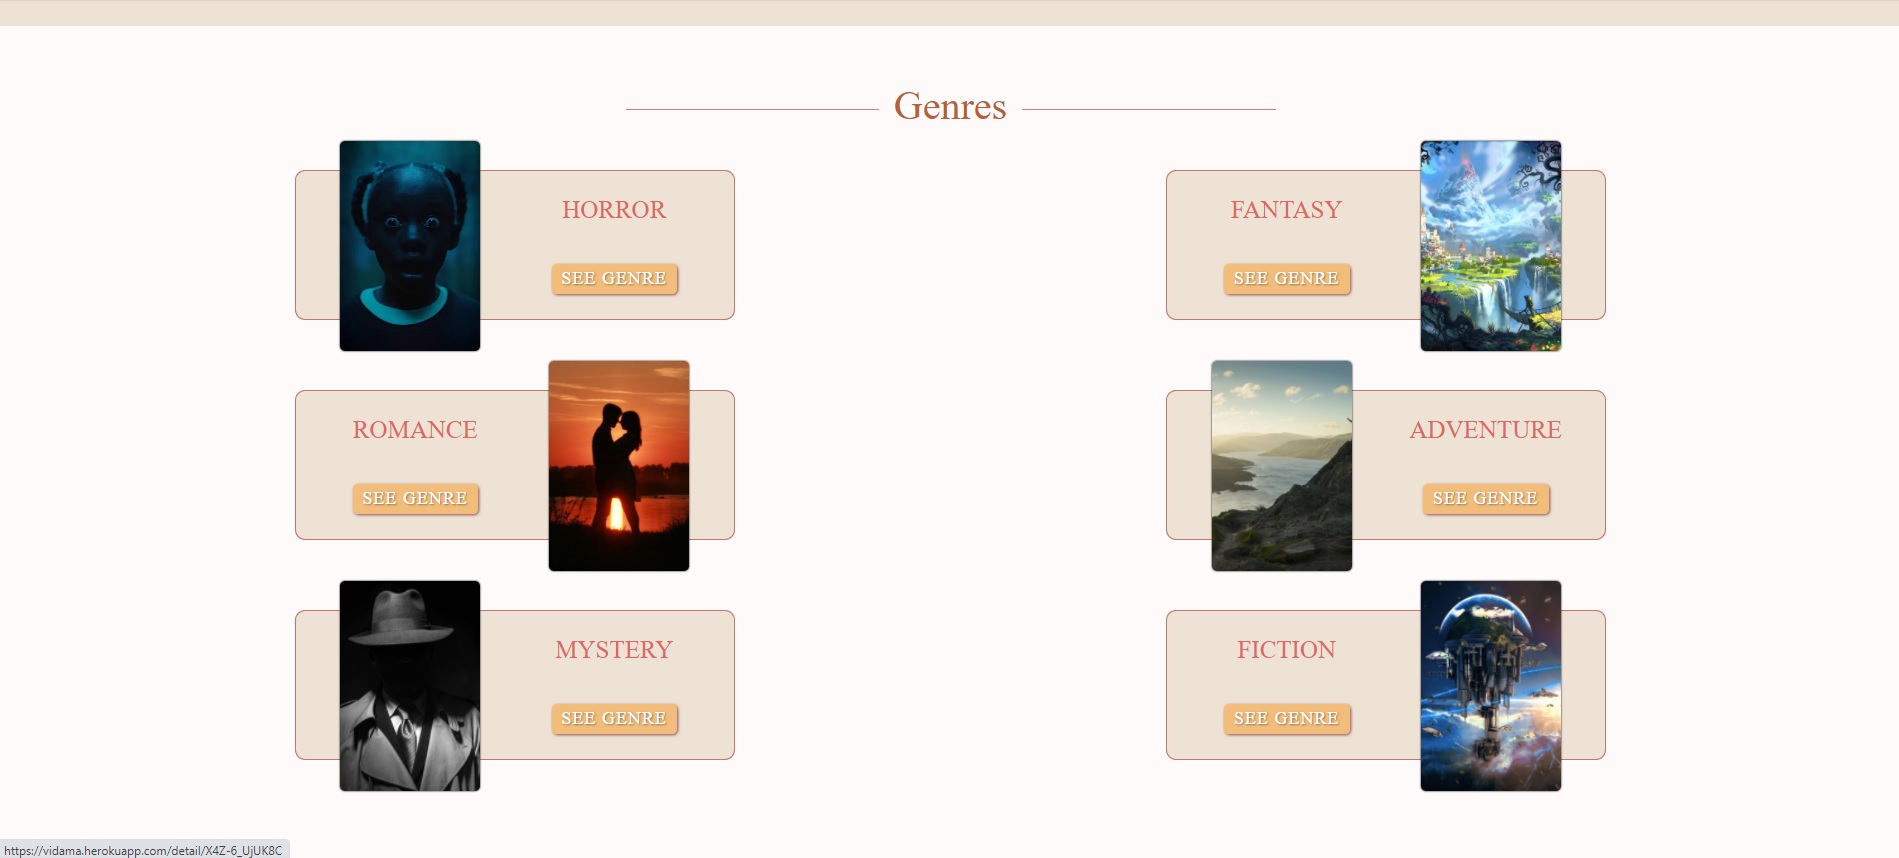 Genres
HORROR
SEE GENRE
FANTASY
SEE GENRE
ROMANCE
SEE GENRE
ADVENTURE
SEE GENRE
MYSTERY
SEE GENRE
FICTION
SEE GENRE
https://vidama.herokuapp.com/detail/X4Z-6_UjUK8C